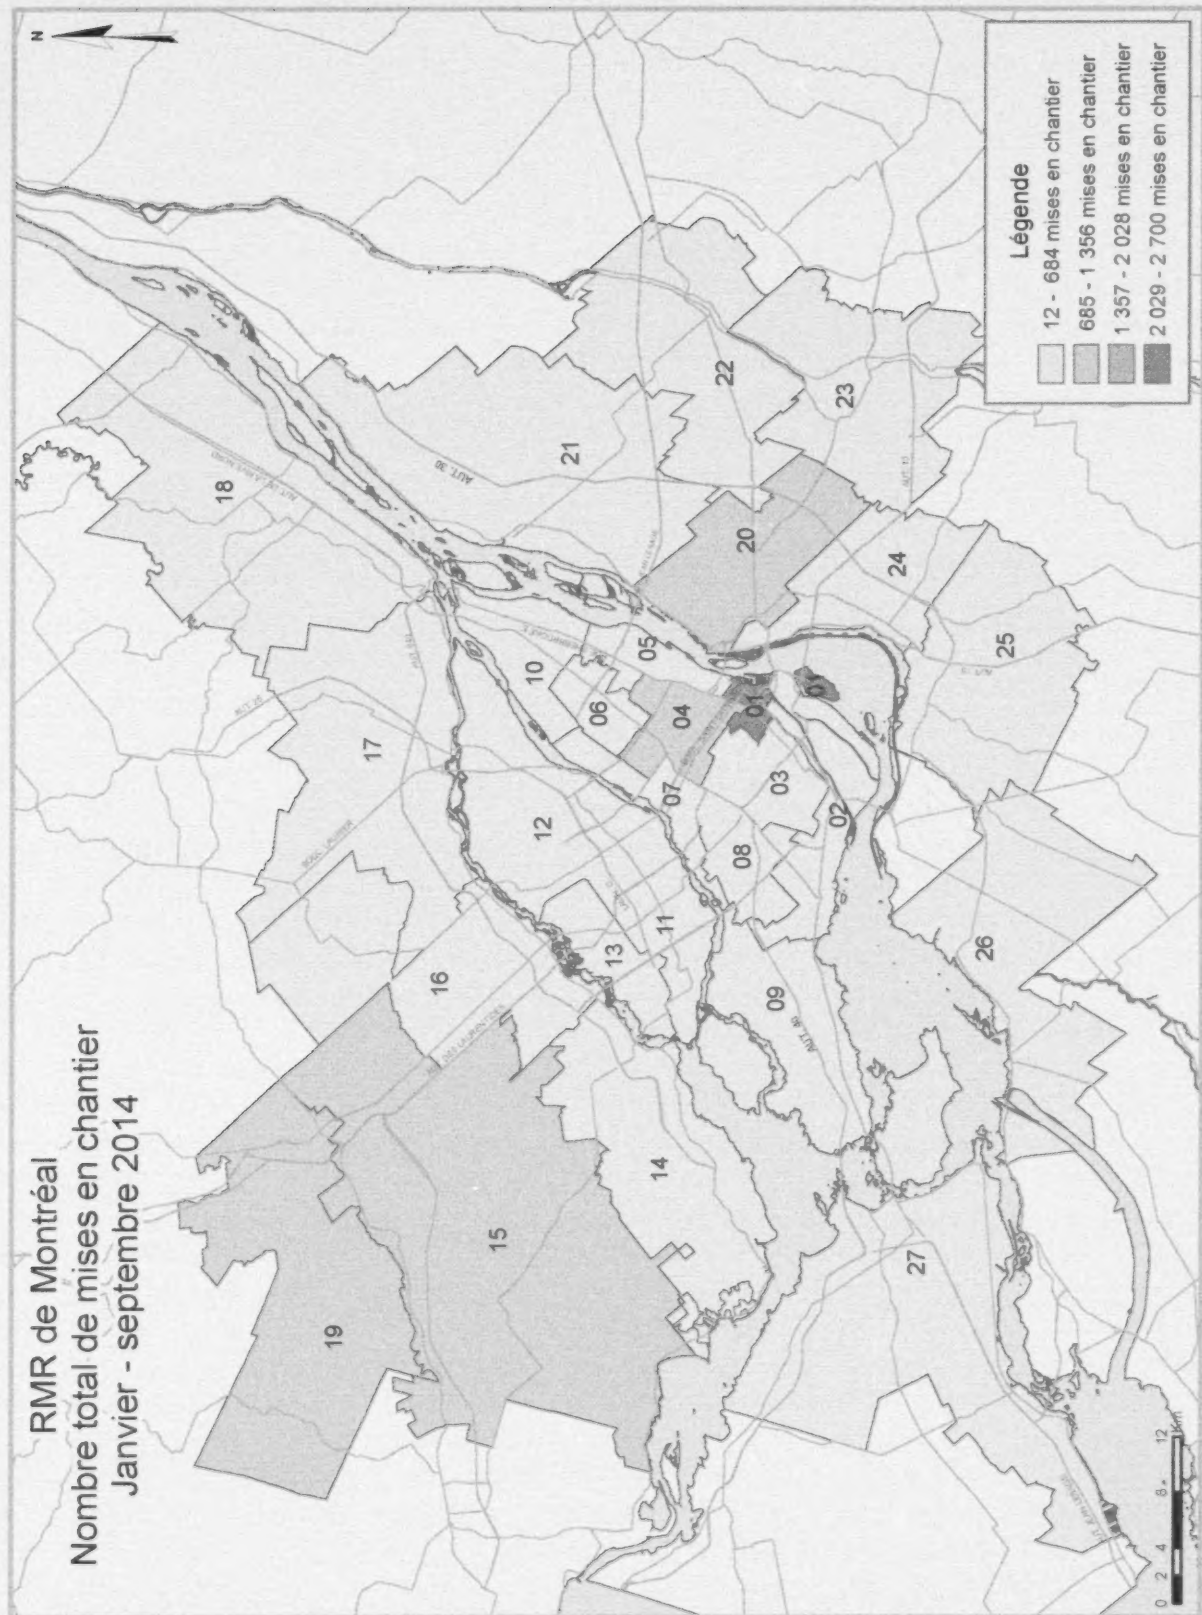 RMR de Montréal
Nombre total de mises en chantier
Janvier - septembre 2014
N
19
15
14
16
17
18
13
11
12
10
06
05
04
07
01
01
03
08
09
02
20
21
22
23
24
25
26
27
AUT. 30
AUT. 40
AUT. 25
Légende
12 - 684 mises en chantier
685 - 1 356 mises en chantier
1 357 - 2 028 mises en chantier
2 029 - 2 700 mises en chantier
0 2 4 8 12
Km